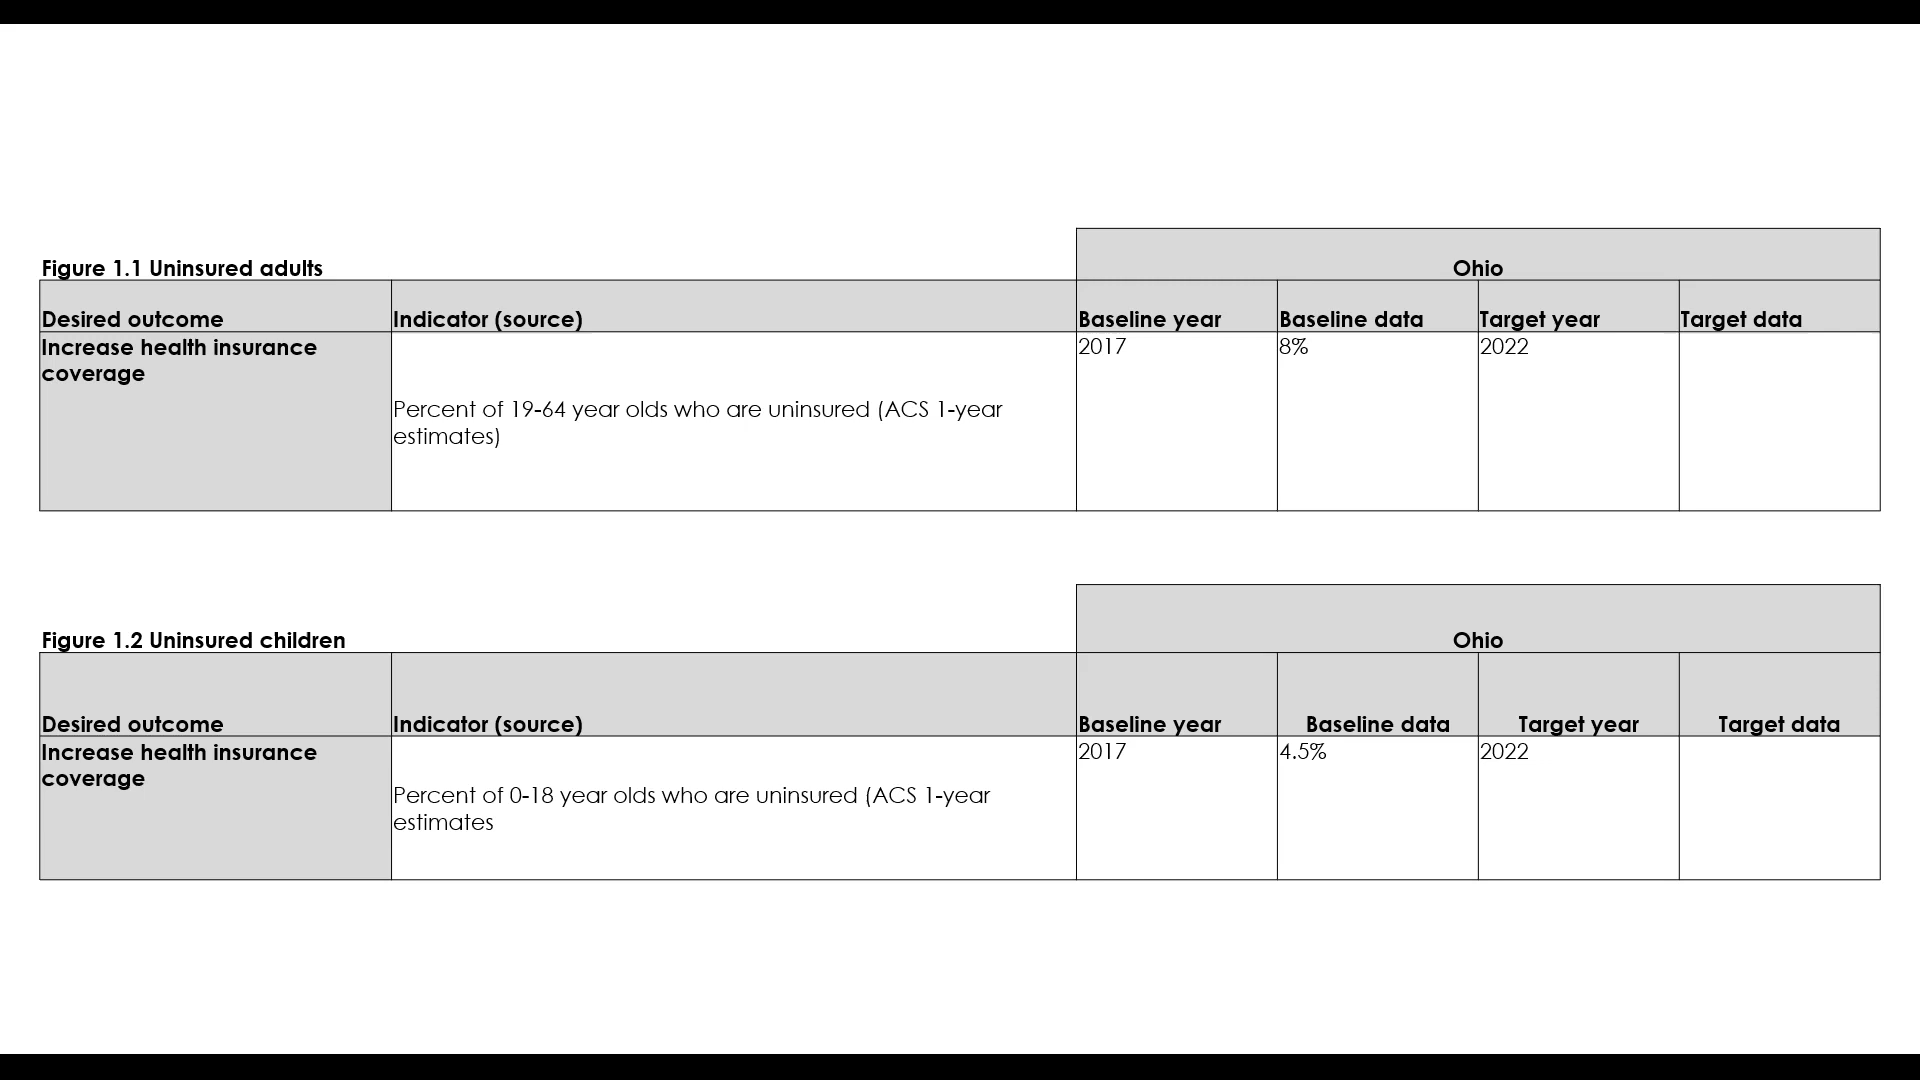 Figure 1.1 Uninsured adults
Ohio
Desired outcome
Indicator (source)
Baseline year
Baseline data
Target year
Target data
Increase health insurance
coverage
Percent of 19-64 year olds who are uninsured (ACS 1-year
estimates)
2017
8%
2022
Figure 1.2 Uninsured children
Ohio
Desired outcome
Indicator (source)
Baseline year
Baseline data
Target year
Target data
Increase health insurance
coverage
Percent of 0-18 year olds who are uninsured (ACS 1-year
estimates
2017
4.5%
2022